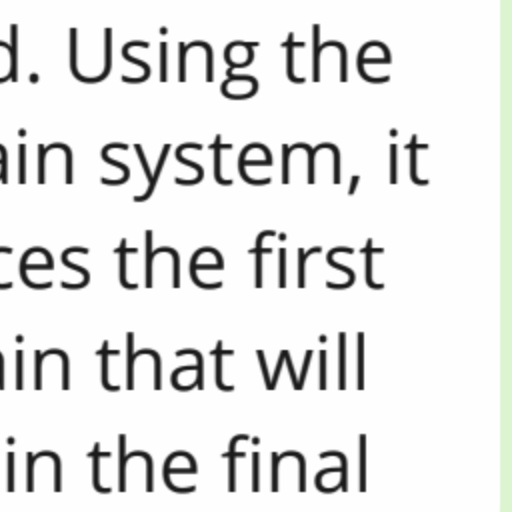 d. Using the
ain system, it
ces the first
ain that will
in the final